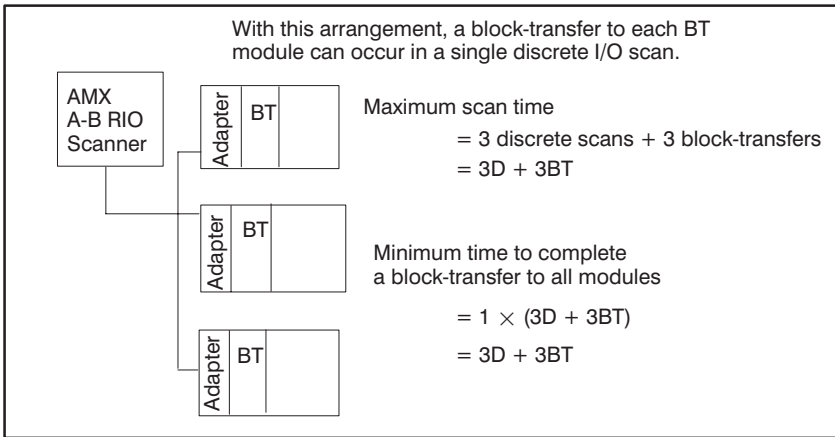 With this arrangement, a block-transfer to each BT
module can occur in a single discrete I/O scan.
AMX
A-B RIO
Scanner
Adapter
BT
Maximum scan time
= 3 discrete scans + 3 block-transfers
= 3D + 3BT
Adapter
BT
Minimum time to complete
a block-transfer to all modules
= 1 × (3D + 3BT)
= 3D + 3BT
Adapter
BT